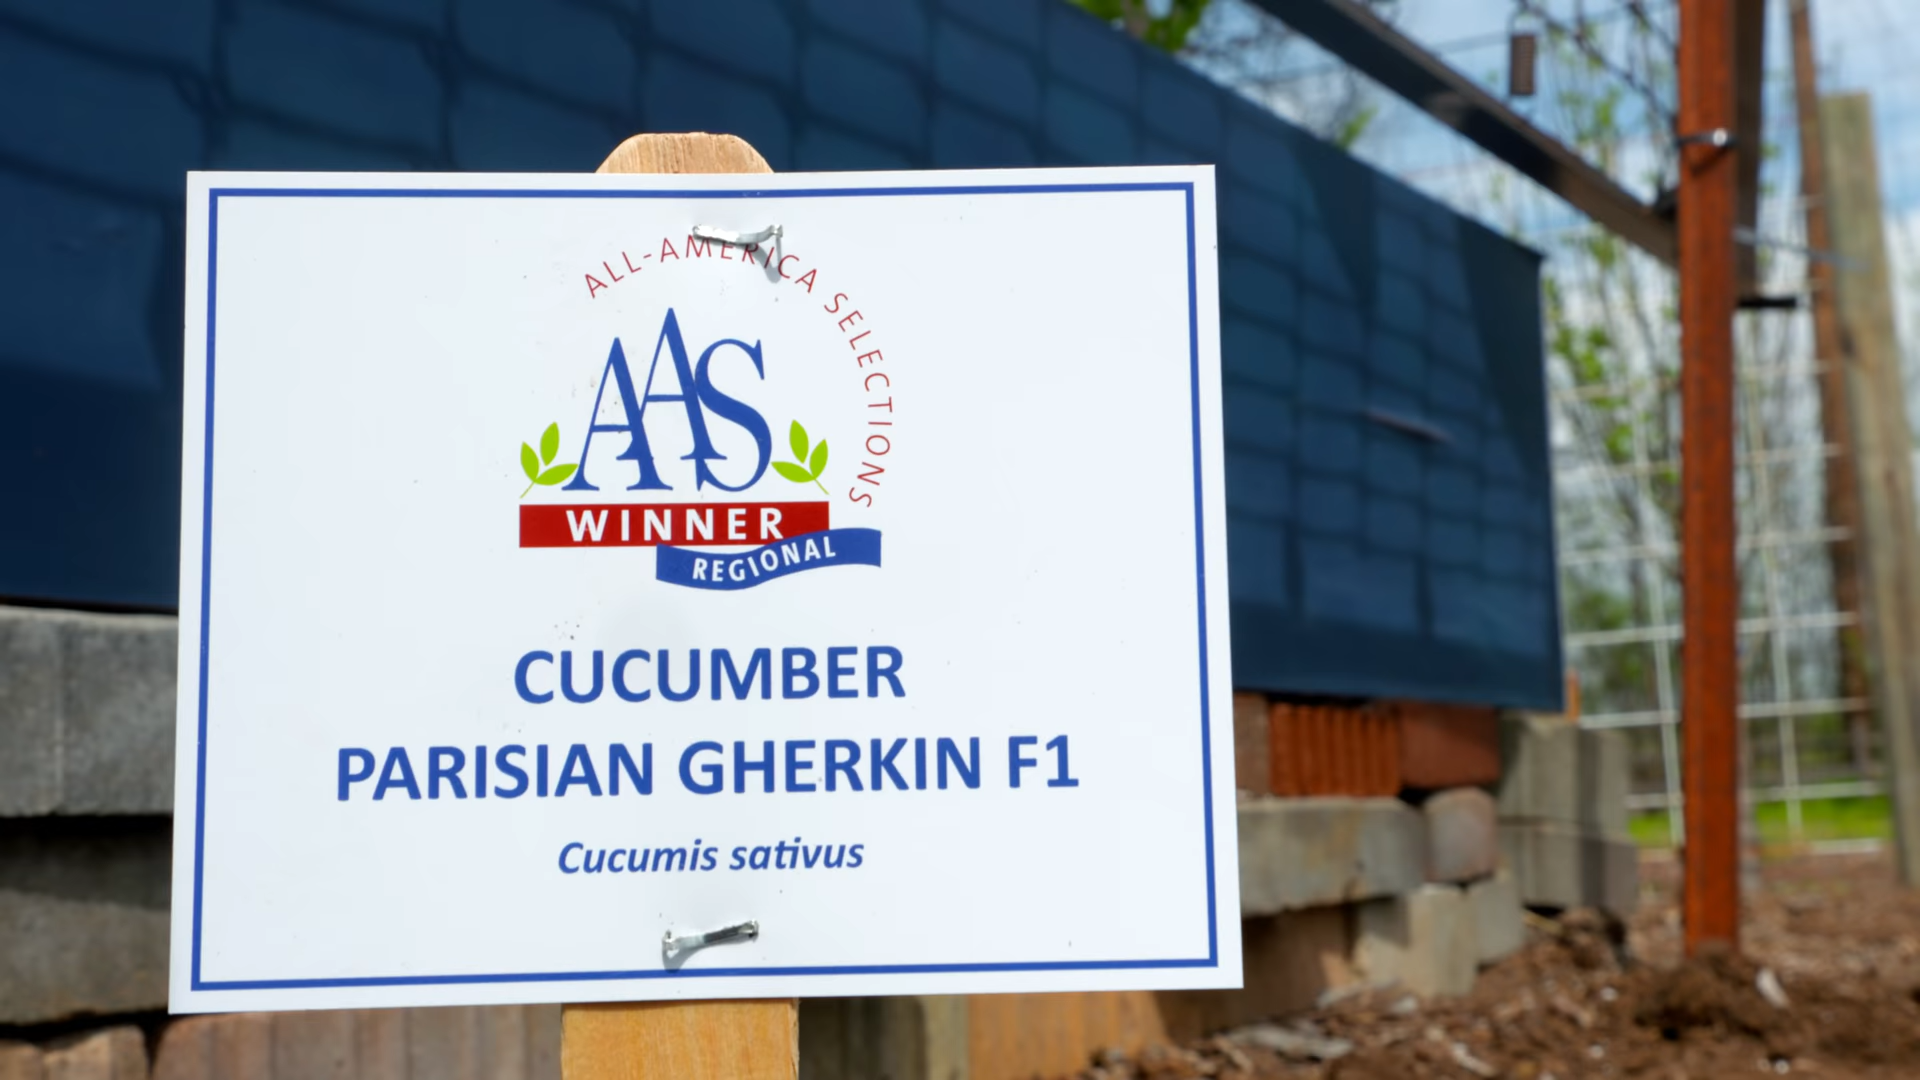 ALL-AMERICA SELECTIONS
AAS
WINNER
REGIONAL
CUCUMBER
PARISIAN GHERKIN F1
Cucumis sativus